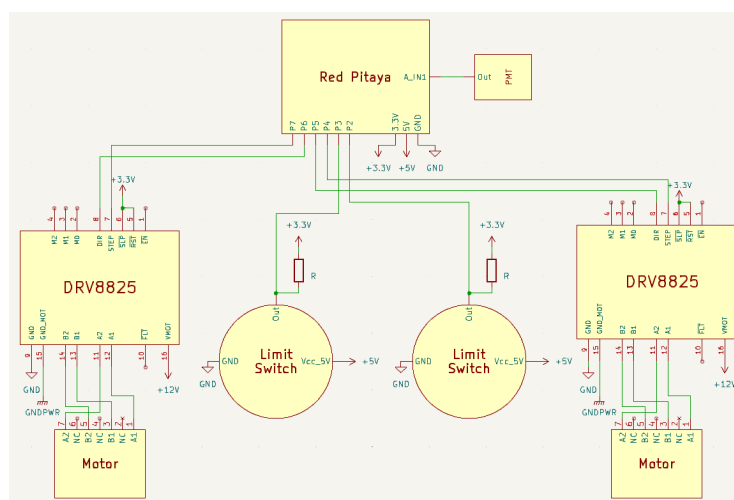 Red Pitaya
A_IN1
Out
PMT
P7
P6
P5
P4
P3
P2
3.3V
5V
GND
+3.3V
+5V
GND
+3.3V
4
3
2
8
7
6
5
1
M2
M1
M0
DIR
STEP
SLP
RST
EN
DRV8825
GND
GND_MOT
B2
B1
A2
A1
FLT
VMOT
9
15
14
13
11
12
10
16
GND
GNDPWR
+12V
7
6
5
4
3
2
1
A2
NC
B2
NC
B1
NC
A1
Motor
+3.3V
R
Out
GND
Limit
Switch
Vcc_5V
+5V
GND
+3.3V
R
Out
GND
Limit
Switch
Vcc_5V
+5V
GND
+3.3V
4
3
2
8
7
6
5
1
M2
M1
M0
DIR
STEP
SLP
RST
EN
DRV8825
GND
GND_MOT
B2
B1
A2
A1
FLT
VMOT
9
15
14
13
11
12
10
16
GND
GNDPWR
+12V
7
6
5
4
3
2
1
A2
NC
B2
NC
B1
NC
A1
Motor